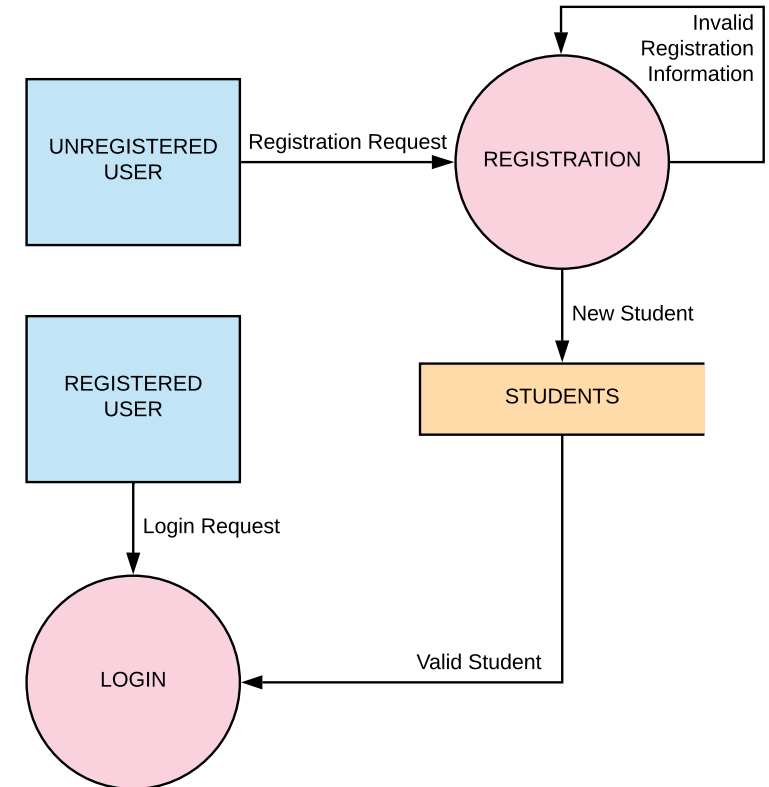 Invalid
Registration
Information
UNREGISTERED
USER
Registration Request
REGISTRATION
New Student
REGISTERED
USER
STUDENTS
Login Request
Valid Student
LOGIN